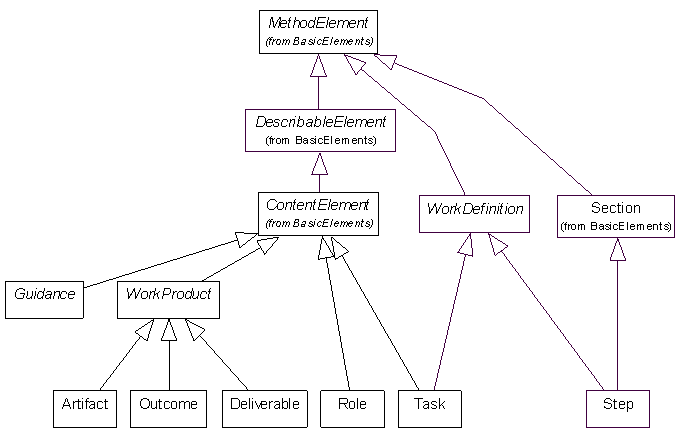 MethodElement
(from BasicElements)
DescribableElement
(from BasicElements)
ContentElement
(from BasicElements)
WorkDefinition
Section
(from BasicElements)
Guidance
WorkProduct
Artifact
Outcome
Deliverable
Role
Task
Step